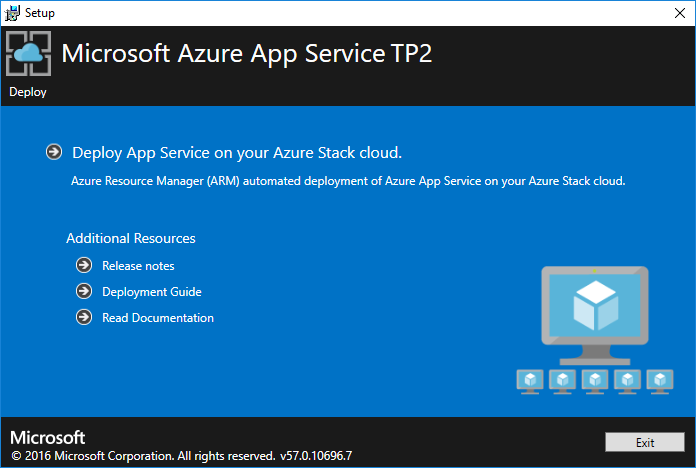 Setup
Microsoft Azure App Service TP2
Deploy
Deploy App Service on your Azure Stack cloud.
Azure Resource Manager (ARM) automated deployment of Azure App Service on your Azure Stack cloud.
Additional Resources
Release notes
Deployment Guide
Read Documentation
Microsoft
© 2016 Microsoft Corporation. All rights reserved. v57.0.10696.7
Exit